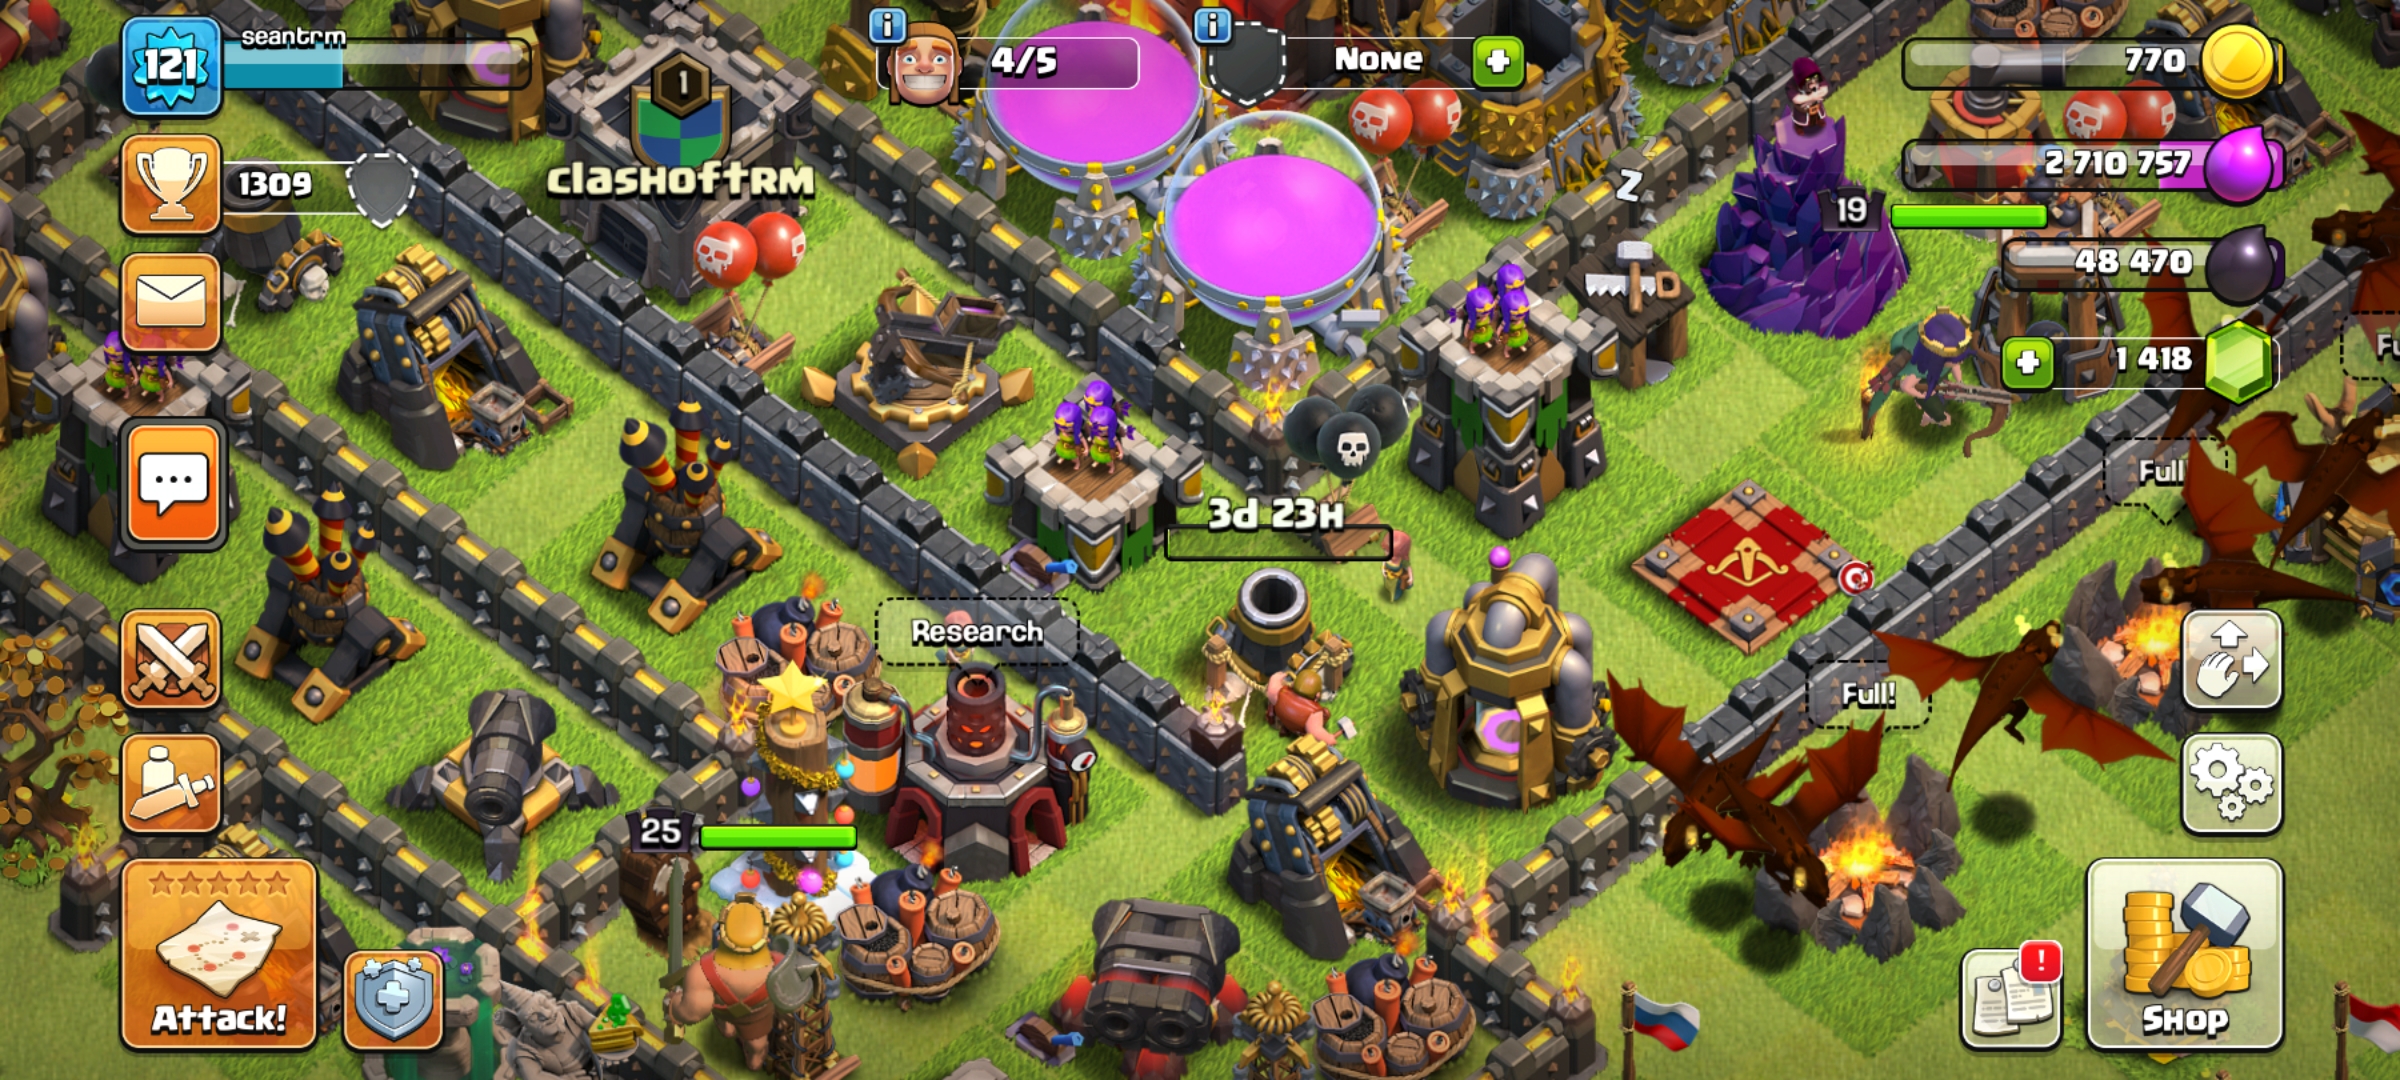 121
seantrm
4/5
None
770
1
1309
clashoftrm
2 710 757
z
Z
19
48 470
1 418
Full
3d 23h
Research
Full!
25
Attack!
!
Shop